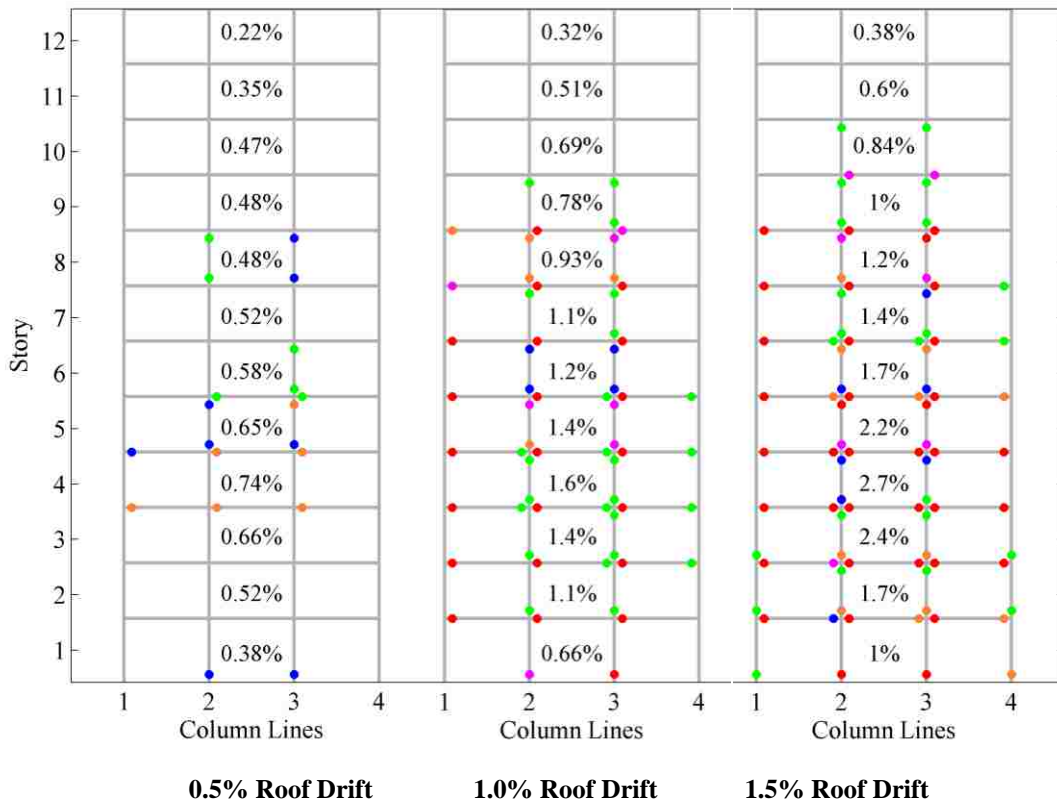 12 0.22% 0.32% 0.38%
11 0.35% 0.51% 0.6%
10 0.47% 0.69% 0.84%
9 0.48% 0.78% 1%
8 0.48% 0.93% 1.2%
7 0.52% 1.1% 1.4%
6 0.58% 1.2% 1.7%
5 0.65% 1.4% 2.2%
4 0.74% 1.6% 2.7%
3 0.66% 1.4% 2.4%
2 0.52% 1.1% 1.7%
1 0.38% 0.66% 1%
Story
1 2 3 4 1 2 3 4 1 2 3 4
Column Lines Column Lines Column Lines
0.5% Roof Drift 1.0% Roof Drift 1.5% Roof Drift